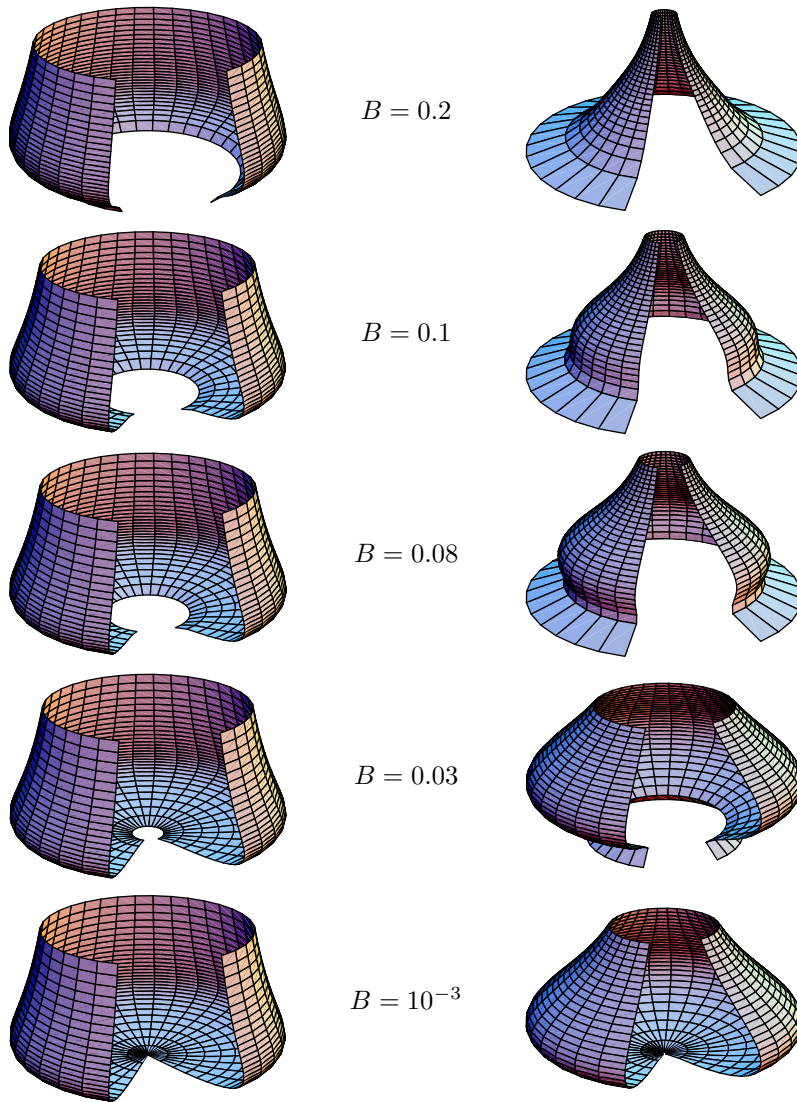 B = 0.2
B = 0.1
B = 0.08
B = 0.03
B = 10⁻³